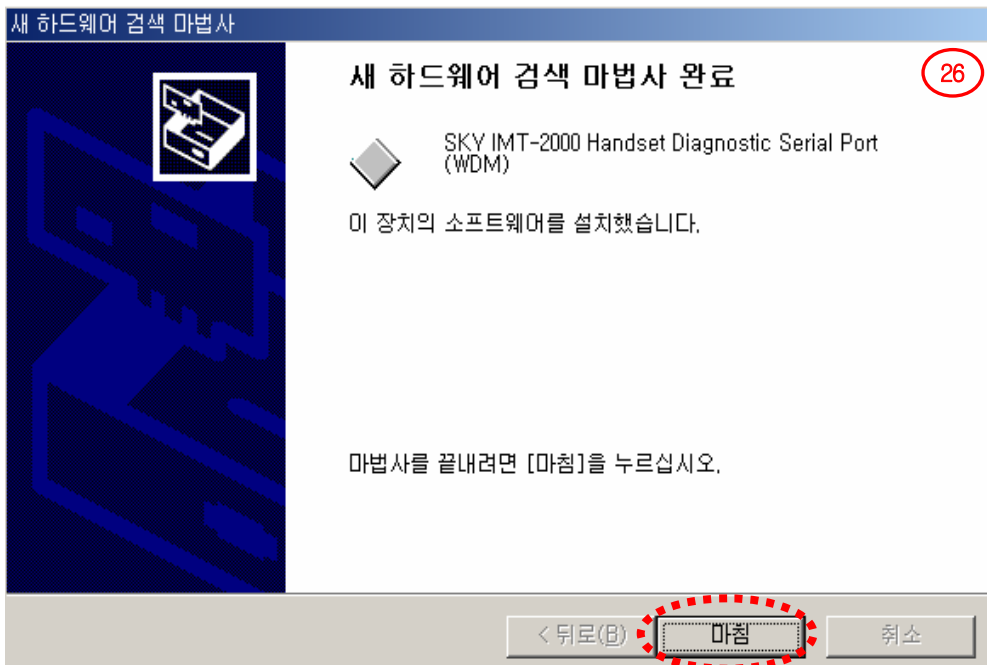 새 하드웨어 검색 마법사
새 하드웨어 검색 마법사 완료
26
SKY IMT-2000 Handset Diagnostic Serial Port
(WDM)
이 장치의 소프트웨어를 설치했습니다.
마법사를 끝내려면 [마침]을 누르십시오.
< 뒤로(B)
마침
취소